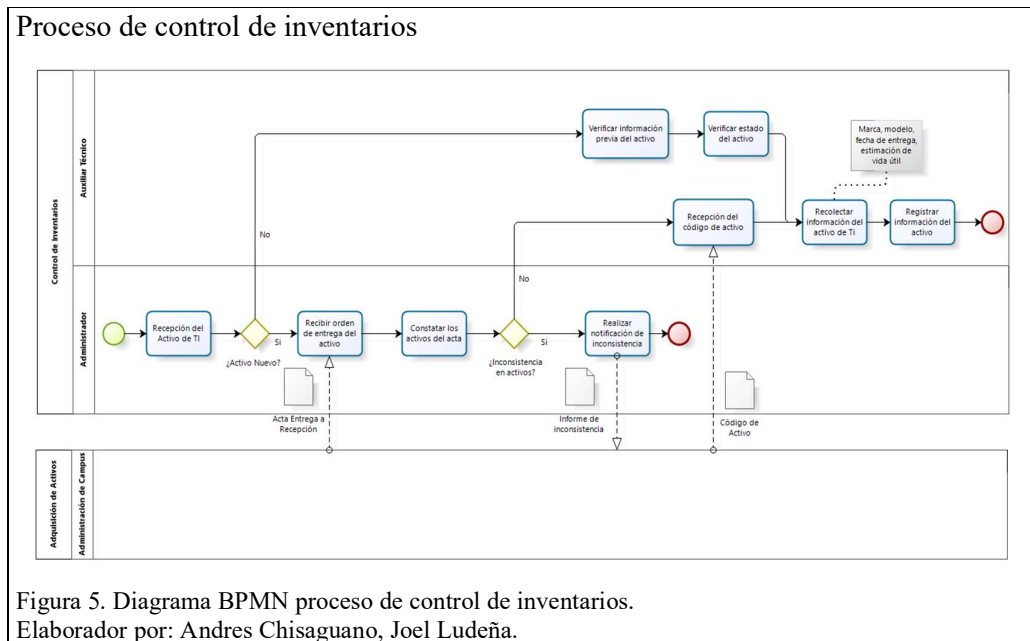 Proceso de control de inventarios
Control de Inventarios
Auxiliar Técnico
Verificar información
previa del activo
Verificar estado
del activo
Marca, modelo,
fecha de entrega,
estimación de
vida útil
Recepción del
código de activo
Recolectar
información del
activo de Ti
Registrar
información del
activo
No
No
Administrador
Recepción del
Activo de TI
¿Activo Nuevo?
Si
Recibir orden
de entrega del
activo
Constatar los
activos del acta
¿Inconsistencia
en activos?
Si
Realizar
notificación de
inconsistencia
Acta Entrega a
Recepción
Informe de
inconsistencia
Código de
Activo
Adquisición de Activos
Administración de Campus
Figura 5. Diagrama BPMN proceso de control de inventarios.
Elaborador por: Andres Chisaguano, Joel Ludeña.